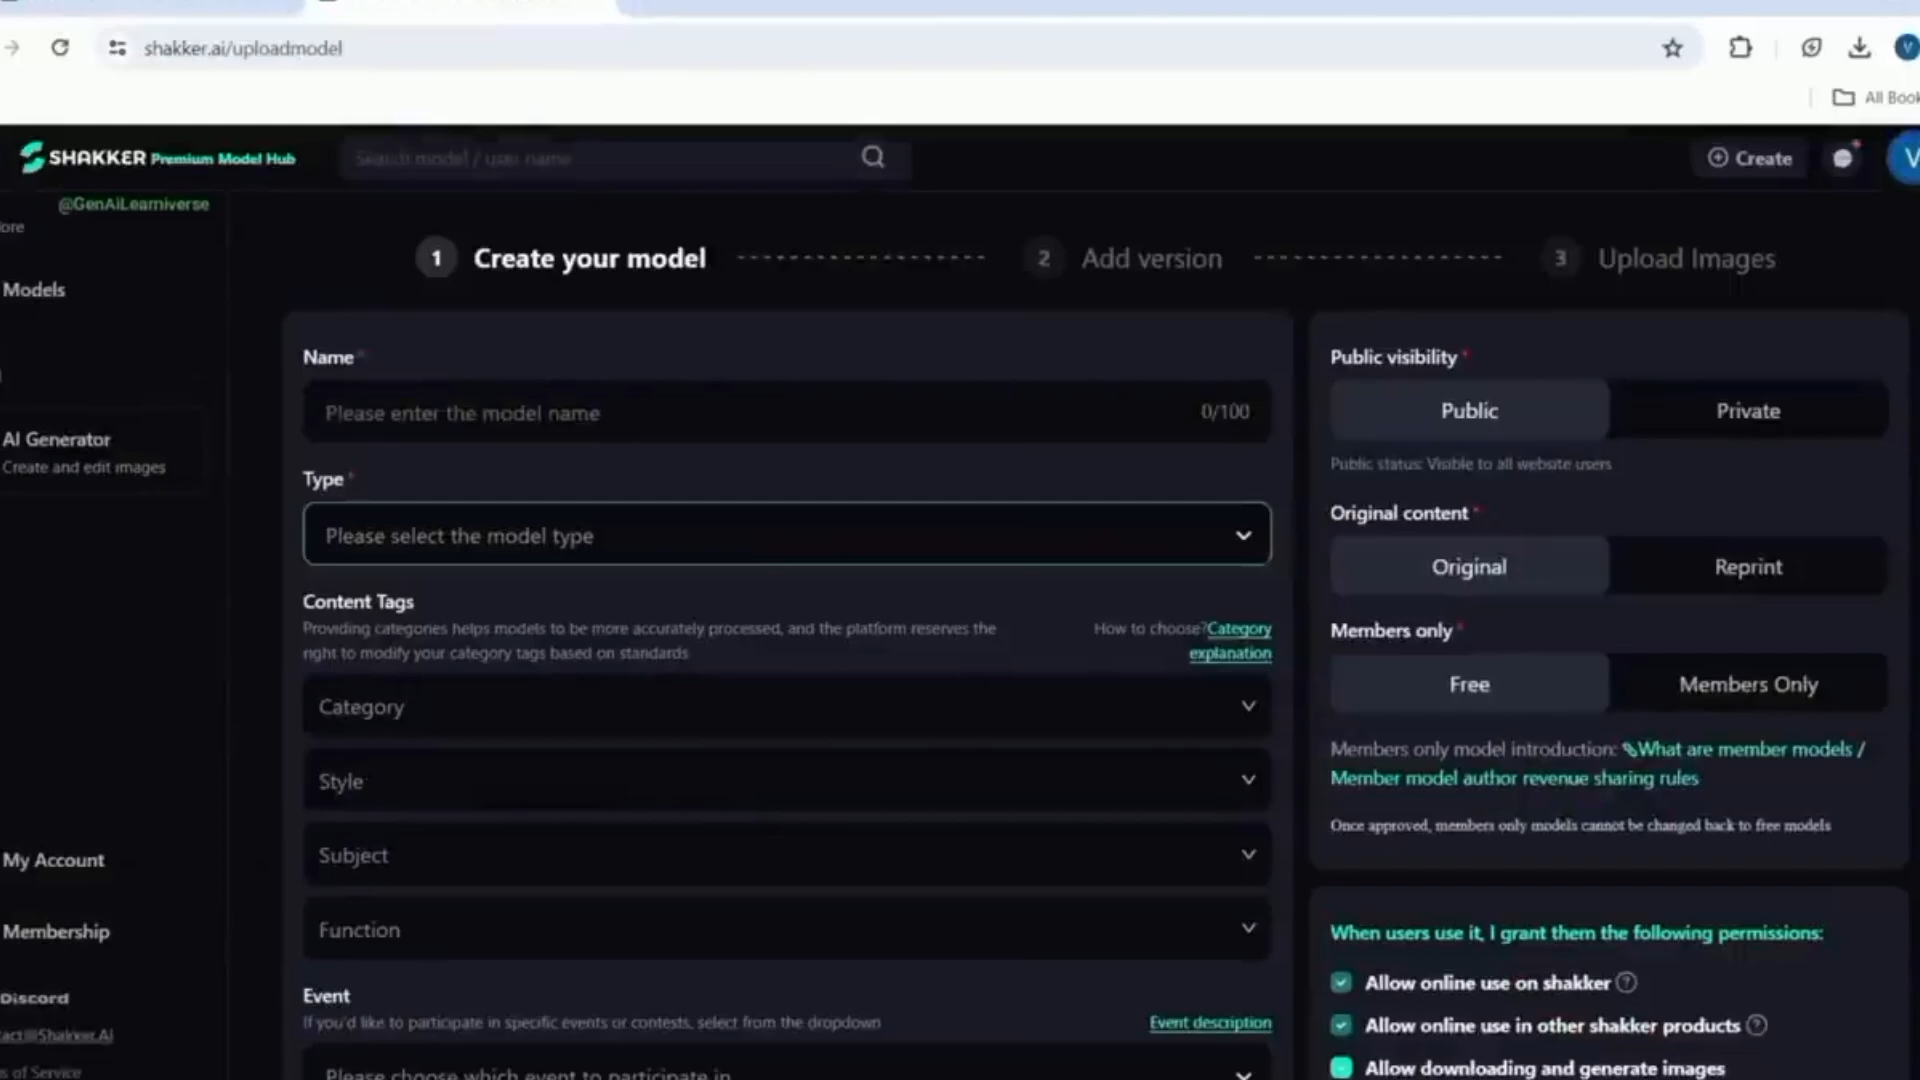 shakker.ai/uploadmodel
V
All Book
SHAKKER Premium Model Hub
Search model / user name
Create
V
@GenAiLearniverse
ore
Models
AI Generator
Create and edit images
My Account
Membership
Discord
tact@Shakker.AI
s of Service
1 Create your model
2 Add version
3 Upload Images
Name *
Please enter the model name 0/100
Type *
Please select the model type
Content Tags
Providing categories helps models to be more accurately processed, and the platform reserves the
right to modify your category tags based on standards
How to choose?Category
explanation
Category
Style
Subject
Function
Event
If you'd like to participate in specific events or contests, select from the dropdown
Event description
Please choose which event to participate in
Public visibility *
Public Private
Public status: Visible to all website users
Original content *
Original Reprint
Members only *
Free Members Only
Members only model introduction: What are member models /
Member model author revenue sharing rules
Once approved, members only models cannot be changed back to free models
When users use it, I grant them the following permissions:
Allow online use on shakker
Allow online use in other shakker products
Allow downloading and generate images